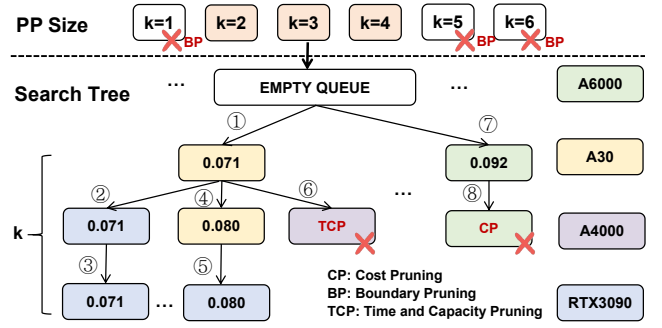 PP Size
k=1
BP
k=2
k=3
k=4
k=5
BP
k=6
BP
Search Tree
...
EMPTY QUEUE
...
A6000
①
⑦
0.071
...
0.092
A30
②
④
⑥
⑧
k
0.071
0.080
TCP
CP
A4000
③
⑤
CP: Cost Pruning
BP: Boundary Pruning
TCP: Time and Capacity Pruning
0.071
...
0.080
RTX3090